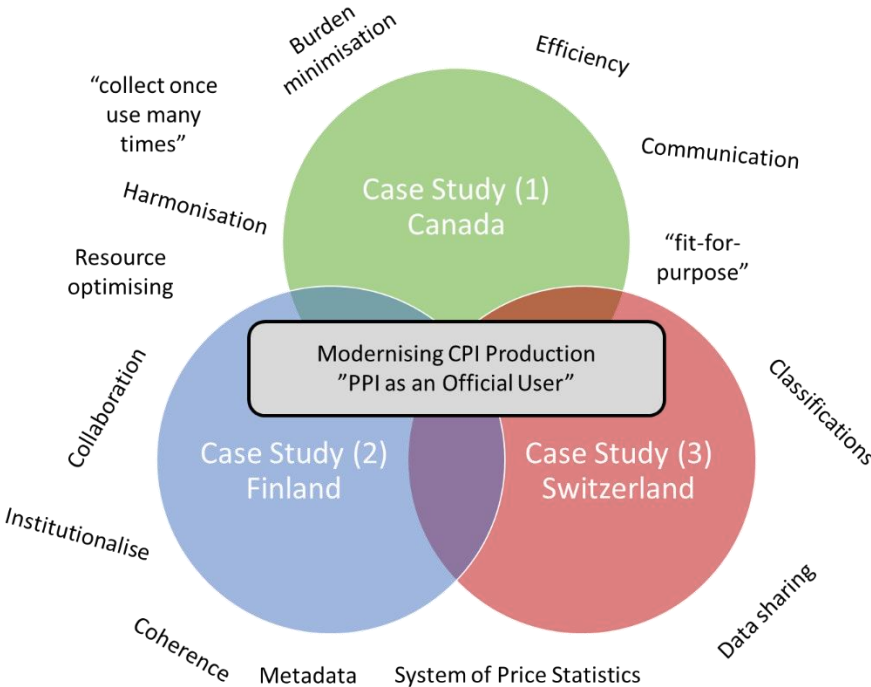 Burden
minimisation
Efficiency
“collect once
use many
times”
Communication
Case Study (1)
Canada
Harmonisation
“fit-for-
purpose”
Resource
optimising
Modernising CPI Production
”PPI as an Official User”
Collaboration
Classifications
Case Study (2)
Finland
Case Study (3)
Switzerland
Institutionalise
Data sharing
Coherence
Metadata
System of Price Statistics